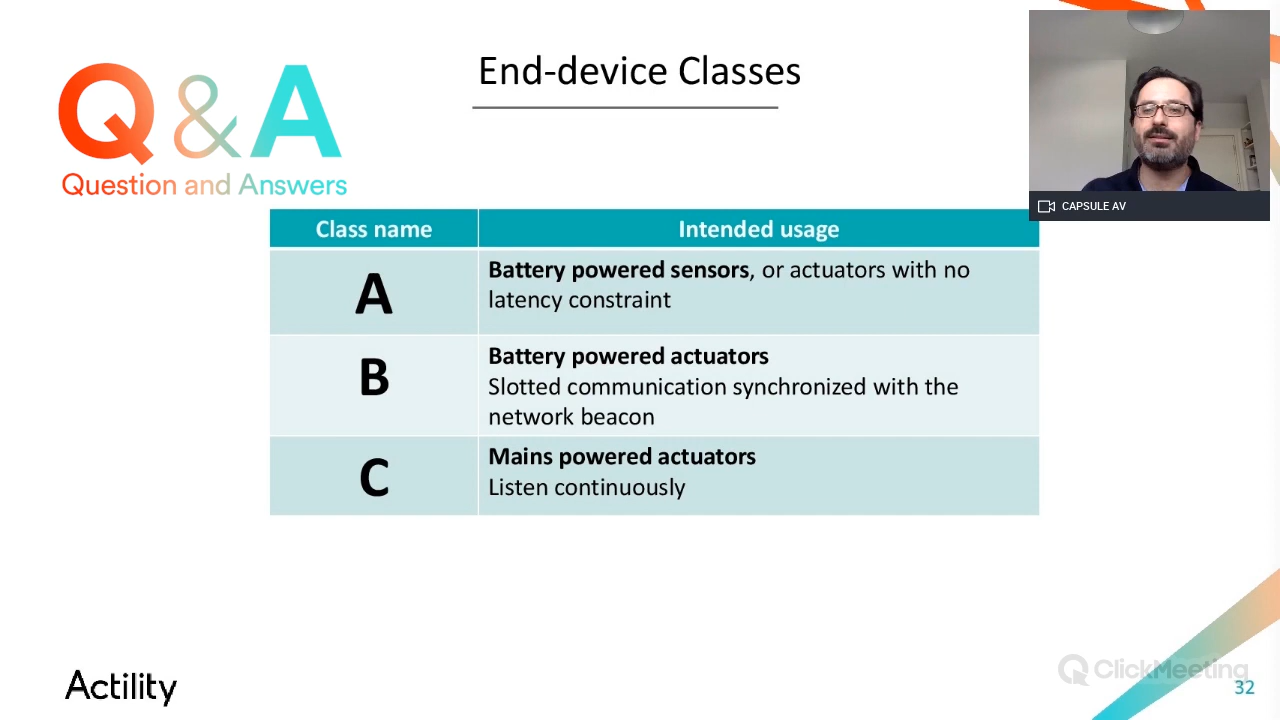 End-device Classes
Q&A
Question and Answers
CAPSULE AV
Class name
Intended usage
A
Battery powered sensors, or actuators with no
latency constraint
B
Battery powered actuators
Slotted communication synchronized with the
network beacon
C
Mains powered actuators
Listen continuously
Actility
ClickMeeting
32